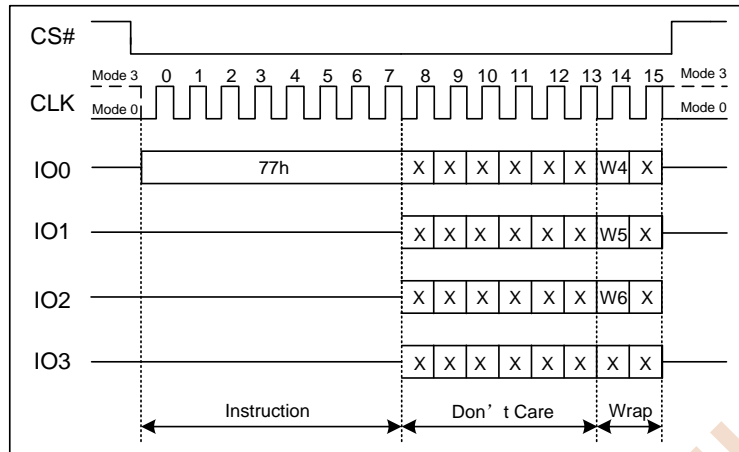 CS#
Mode 3 0 1 2 3 4 5 6 7 8 9 10 11 12 13 14 15 Mode 3
CLK
Mode 0 Mode 0
IO0 77h X X X X X X W4 X
IO1 X X X X X X W5 X
IO2 X X X X X X W6 X
IO3 X X X X X X X X
Instruction Don’t Care Wrap